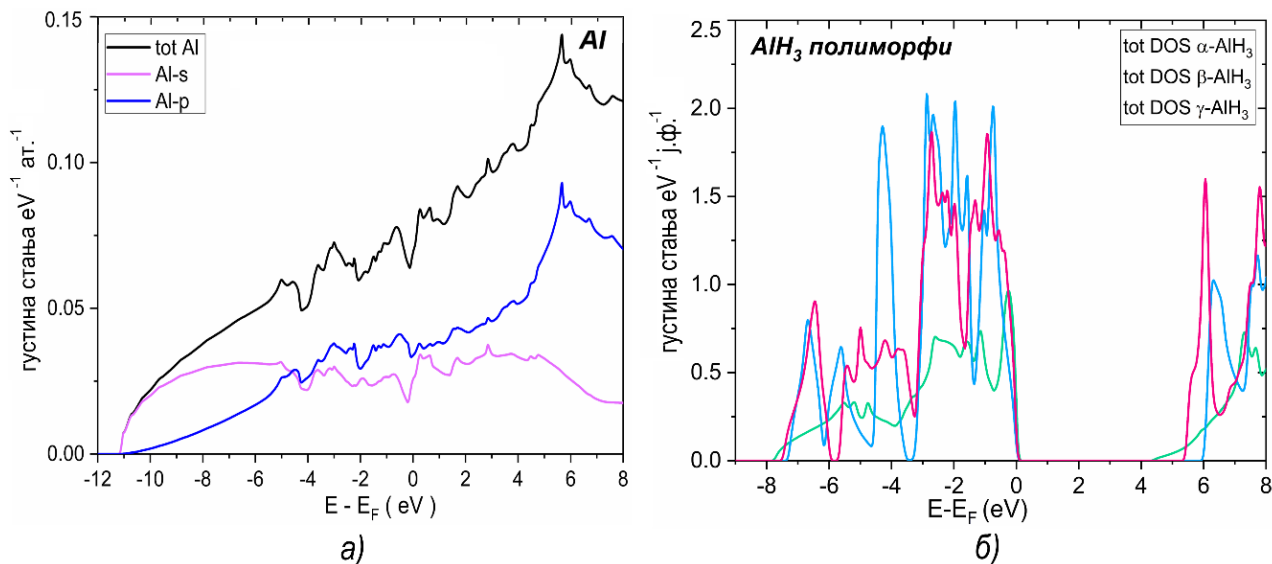 Al
tot Al
Al-s
Al-p
густина стања eV⁻¹ ат.⁻¹
0.15
0.10
0.05
0.00
-12 -10 -8 -6 -4 -2 0 2 4 6 8
E - E_F ( eV )
а)
AlH₃ полиморфи
tot DOS α-AlH₃
tot DOS β-AlH₃
tot DOS γ-AlH₃
густина стања eV⁻¹ ј.ф.⁻¹
2.5
2.0
1.5
1.0
0.5
0.0
-8 -6 -4 -2 0 2 4 6 8
E-E_F (eV)
б)